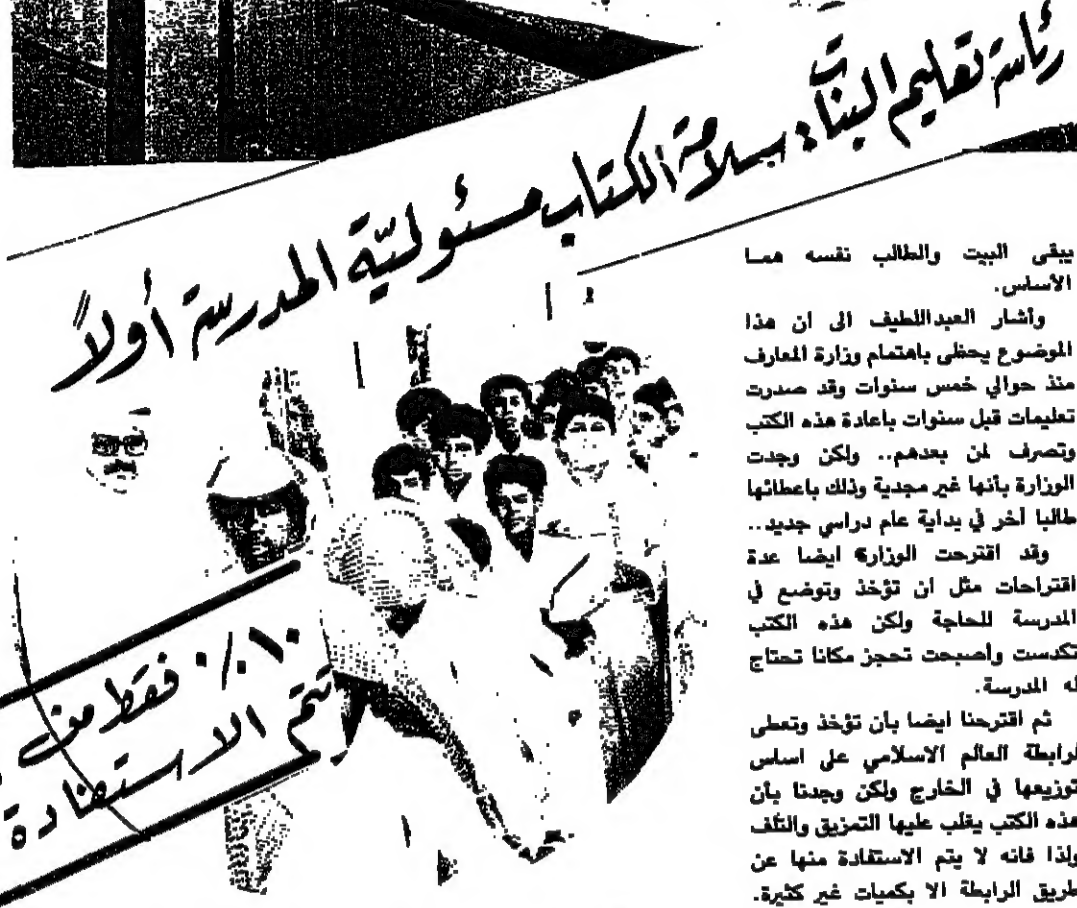 رئاسة تعليم البنات: سلامة الكتاب مسئوليّة المدرسة أولاً
يبقى البيت والطالب نفسه هما
الأساس.
وأشار العبداللطيف الى ان هذا
الموضوع يحظى باهتمام وزارة المعارف
منذ حوالي خمس سنوات وقد صدرت
تعليمات قبل سنوات باعادة هذه الكتب
وتصرف لمن بعدهم.. ولكن وجدت
الوزارة بأنها غير مجدية وذلك باعطائها
طالبا آخر في بداية عام دراسي جديد..
وقد اقترحت الوزارة ايضا عدة
اقتراحات مثل ان تؤخذ وتوضع في
المدرسة للحاجة ولكن هذه الكتب
تكدست وأصبحت تحجز مكانا تحتاج
له المدرسة.
ثم اقترحنا ايضا بأن تؤخذ وتعطى
لرابطة العالم الاسلامي على اساس
توزيعها في الخارج ولكن وجدنا بأن
هذه الكتب يغلب عليها التمزيق والتلف
ولذا فانه لا يتم الاستفادة منها عن
طريق الرابطة الا بكميات غير كثيرة.
١٠٪ فقط من
تتم الاستفادة